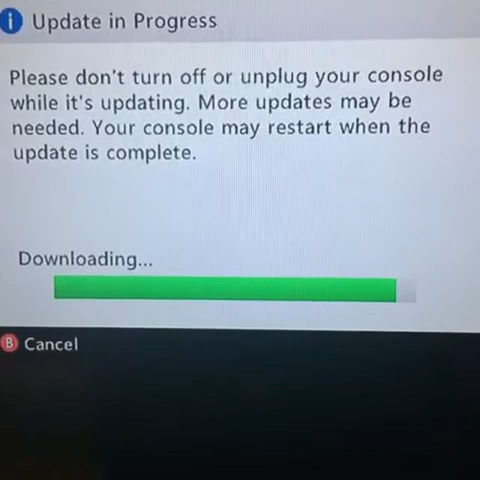 i Update in Progress
Please don't turn off or unplug your console
while it's updating. More updates may be
needed. Your console may restart when the
update is complete.
Downloading...
B Cancel